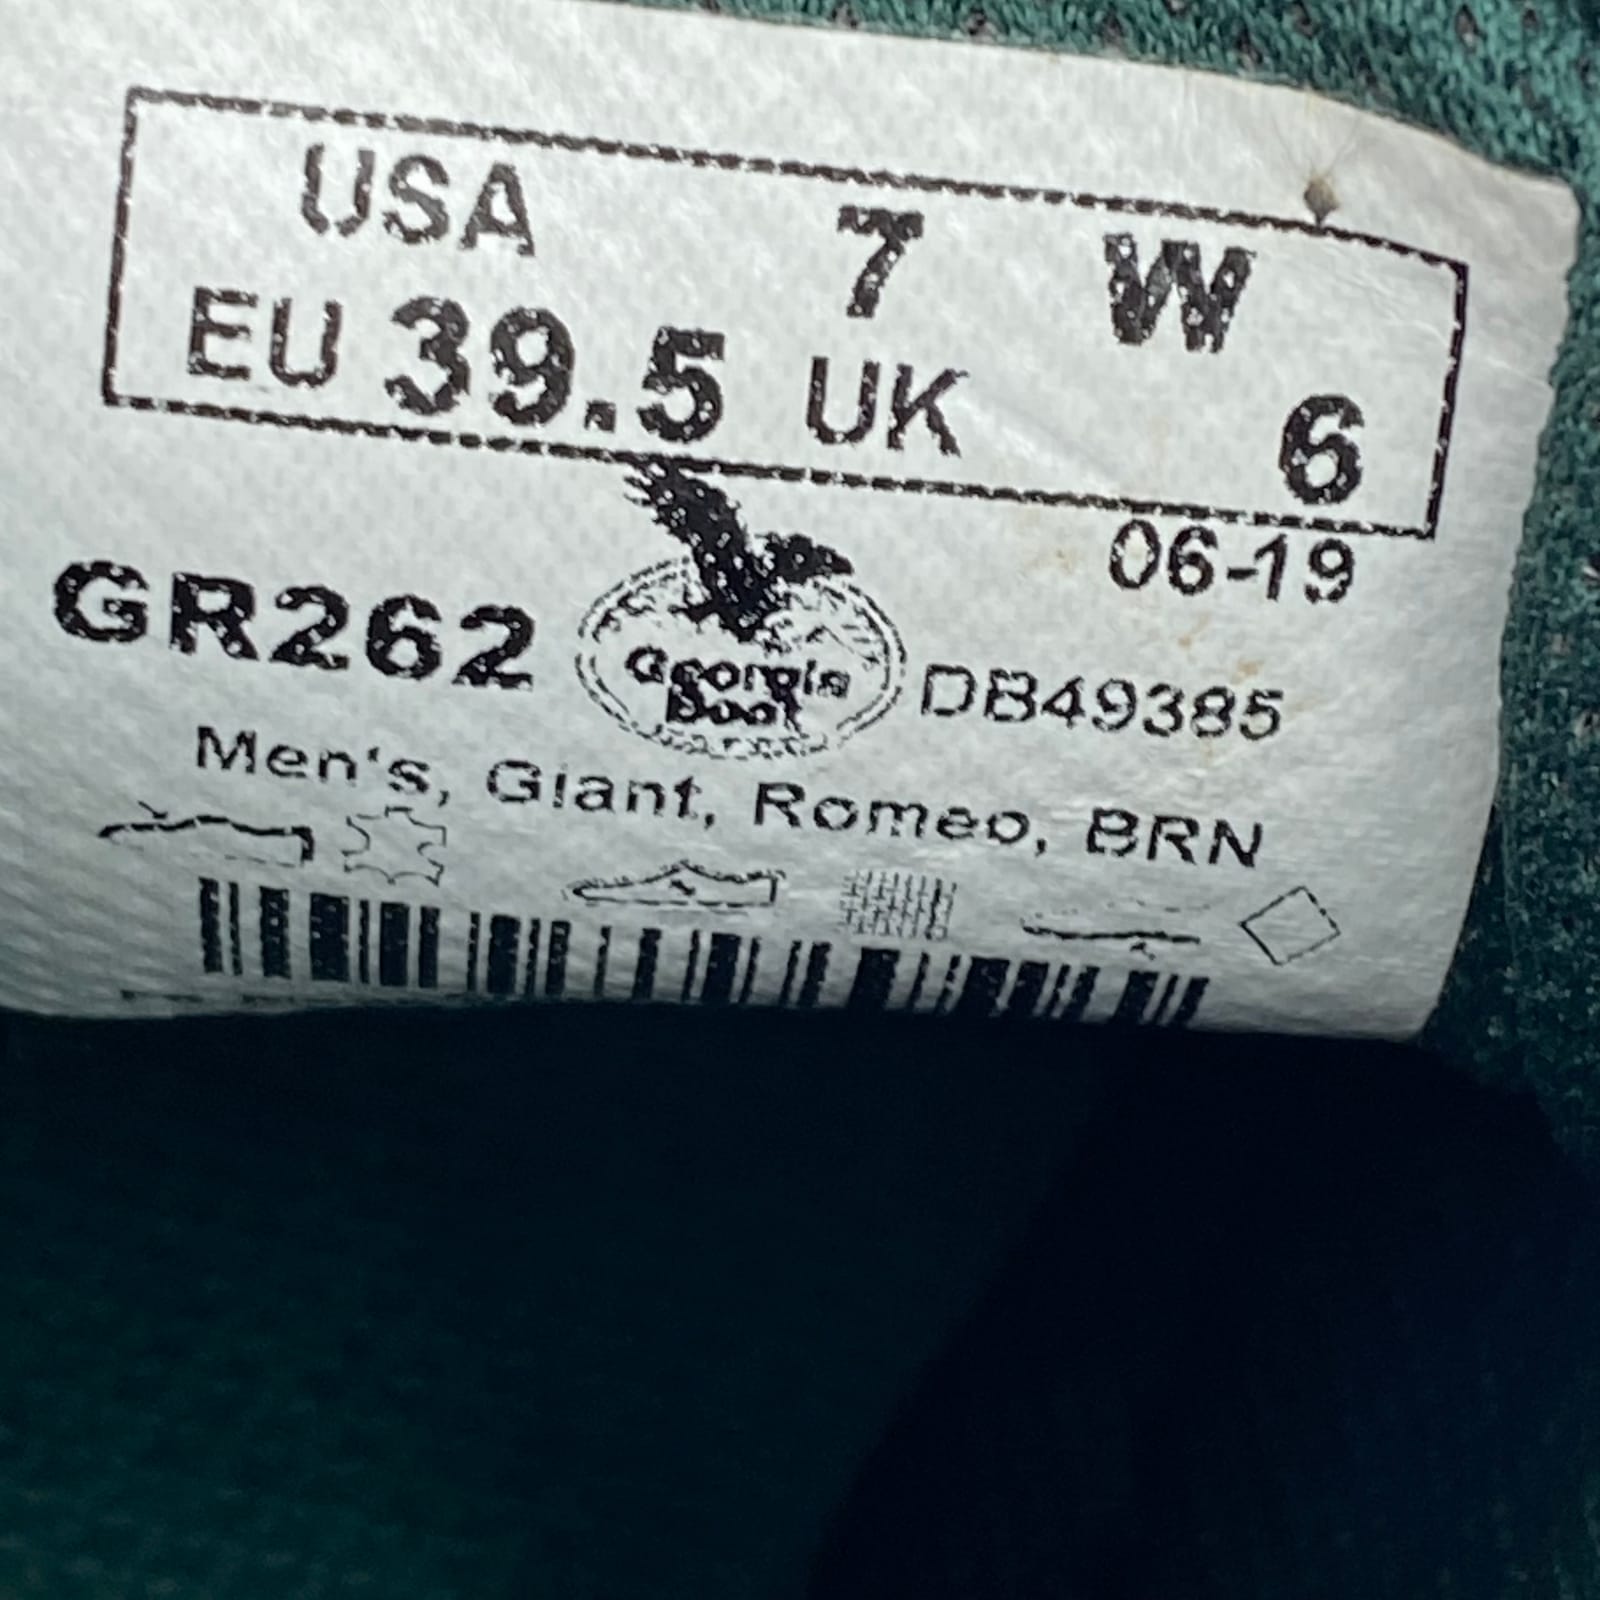 USA 7 W
EU 39.5 UK 6
06-19
GR262 Georgia Boot DB49385
Men's, Giant, Romeo, BRN